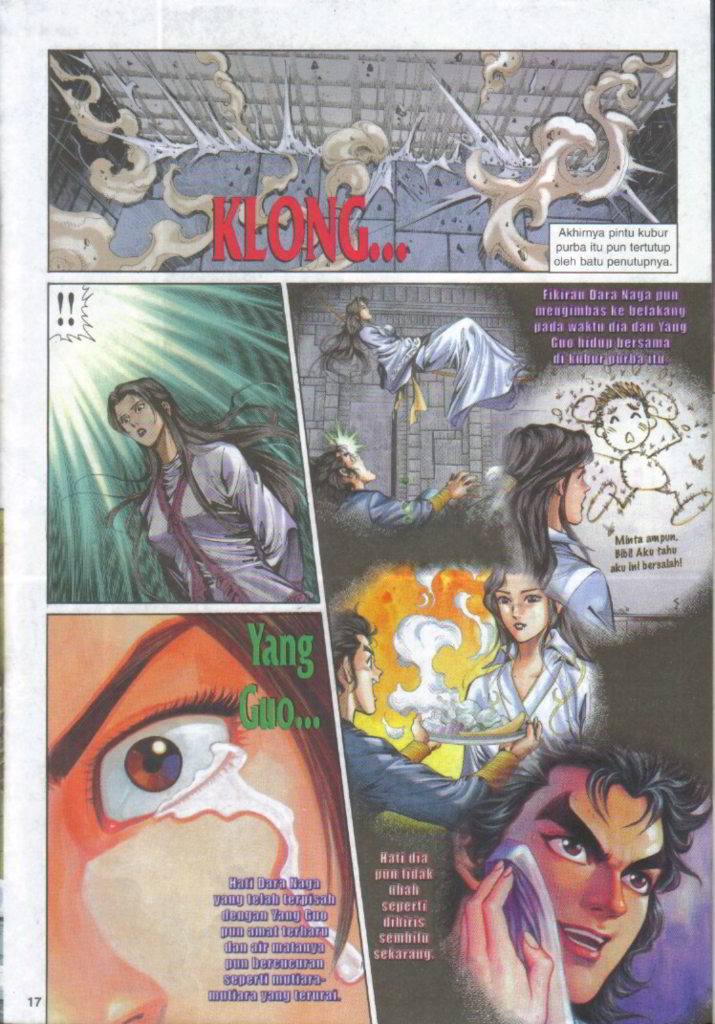 KLONG...
Akhirnya pintu kubur
purba itu pun tertutup
oleh batu penutupnya.
!!
Fikiran Dara Naga pun
mengimbas ke belakang
pada waktu dia dan Yang
Guo hidup bersama
di kubur purba itu.
Minta ampun,
Bibi! Aku tahu
aku ini bersalah!
Yang
Guo...
Hati Dara Naga
yang telah terpisah
dengan Yang Guo
pun amat terharu
dan air matanya
pun bercucuran
seperti mutiara-
mutiara yang terurai.
Hati dia
pun tidak
ubah
seperti
dihiris
sembilu
sekarang.
17